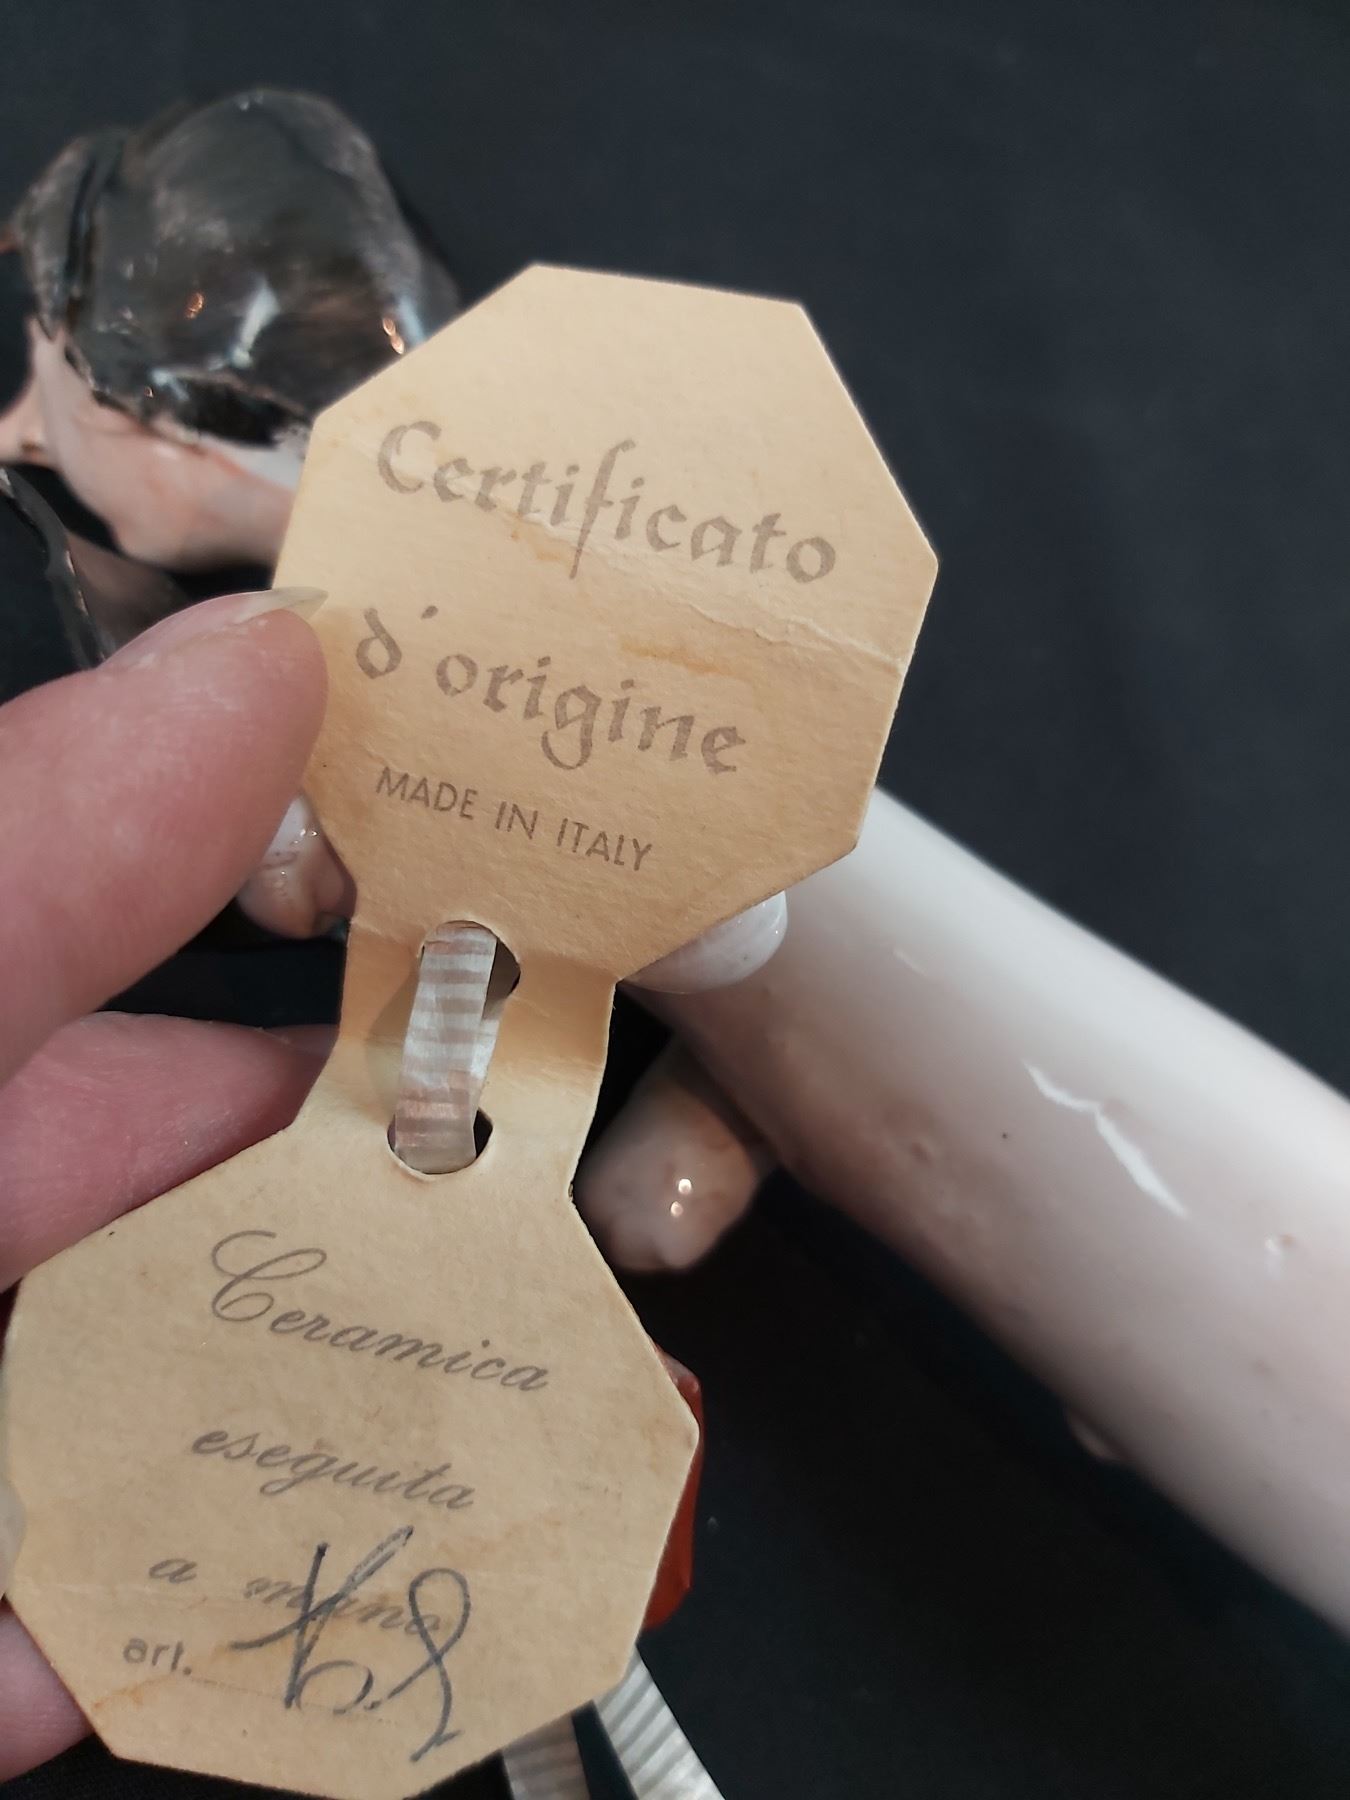 Certificato
d'origine
MADE IN ITALY
Ceramica
eseguita
a mano
art.